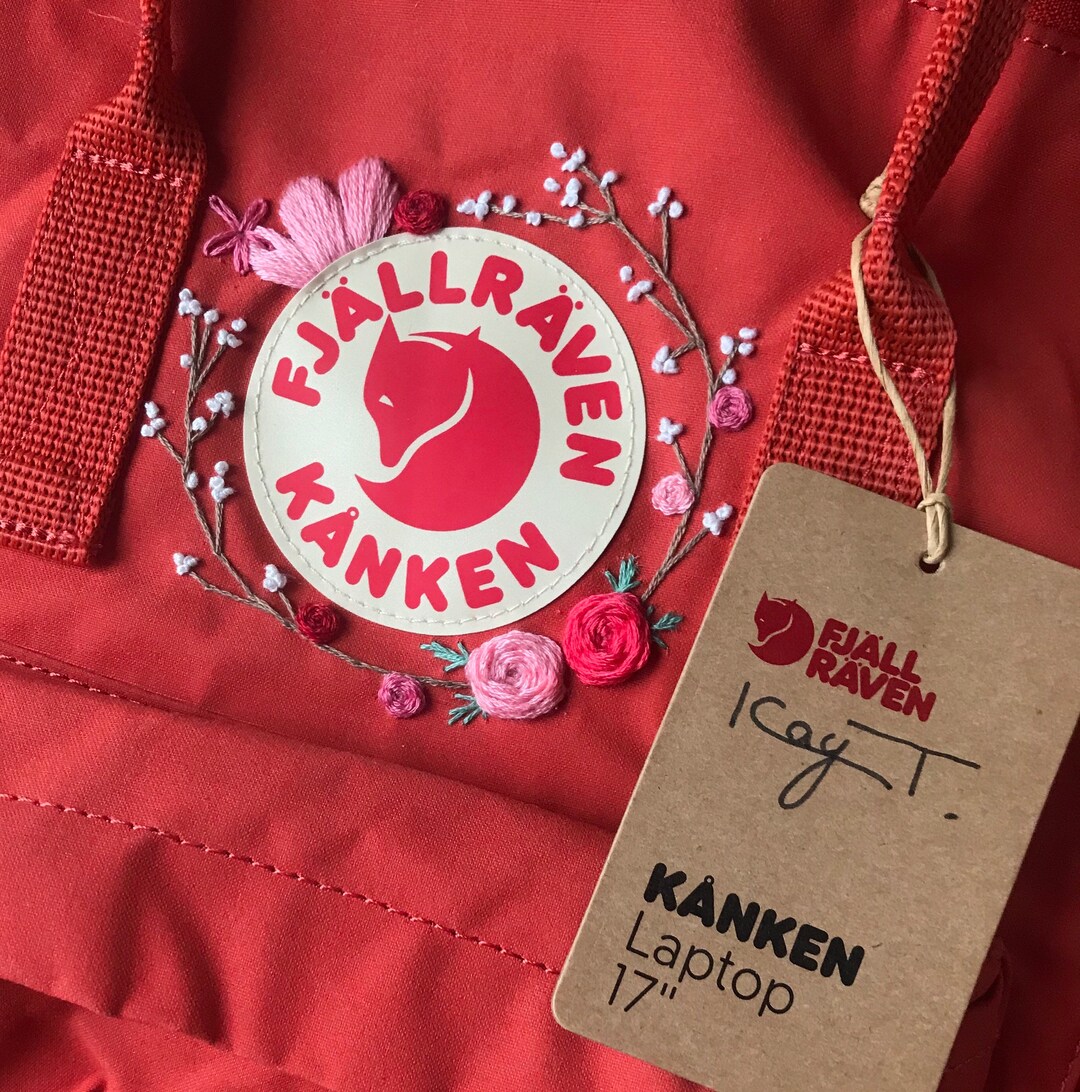 FJÄLLRÄVEN
KÅNKEN
FJÄLL
RÄVEN
Kay T.
KÅNKEN
Laptop
17"